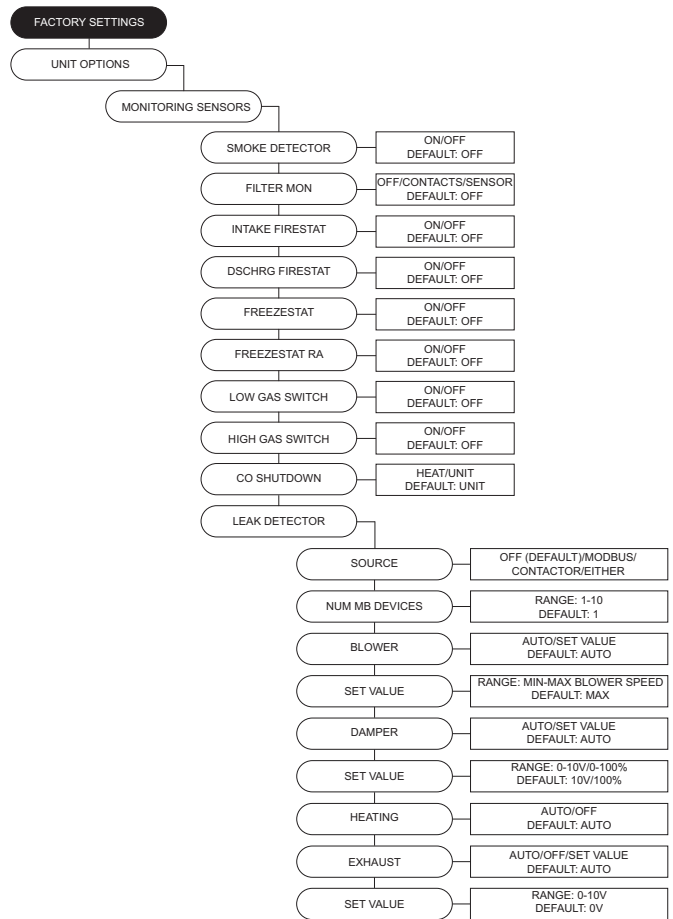 FACTORY SETTINGS
UNIT OPTIONS
MONITORING SENSORS
SMOKE DETECTOR
ON/OFF
DEFAULT: OFF
FILTER MON
OFF/CONTACTS/SENSOR
DEFAULT: OFF
INTAKE FIRESTAT
ON/OFF
DEFAULT: OFF
DSCHRG FIRESTAT
ON/OFF
DEFAULT: OFF
FREEZESTAT
ON/OFF
DEFAULT: OFF
FREEZESTAT RA
ON/OFF
DEFAULT: OFF
LOW GAS SWITCH
ON/OFF
DEFAULT: OFF
HIGH GAS SWITCH
ON/OFF
DEFAULT: OFF
CO SHUTDOWN
HEAT/UNIT
DEFAULT: UNIT
LEAK DETECTOR
SOURCE
OFF (DEFAULT)/MODBUS/
CONTACTOR/EITHER
NUM MB DEVICES
RANGE: 1-10
DEFAULT: 1
BLOWER
AUTO/SET VALUE
DEFAULT: AUTO
SET VALUE
RANGE: MIN-MAX BLOWER SPEED
DEFAULT: MAX
DAMPER
AUTO/SET VALUE
DEFAULT: AUTO
SET VALUE
RANGE: 0-10V/0-100%
DEFAULT: 10V/100%
HEATING
AUTO/OFF
DEFAULT: AUTO
EXHAUST
AUTO/OFF/SET VALUE
DEFAULT: AUTO
SET VALUE
RANGE: 0-10V
DEFAULT: 0V